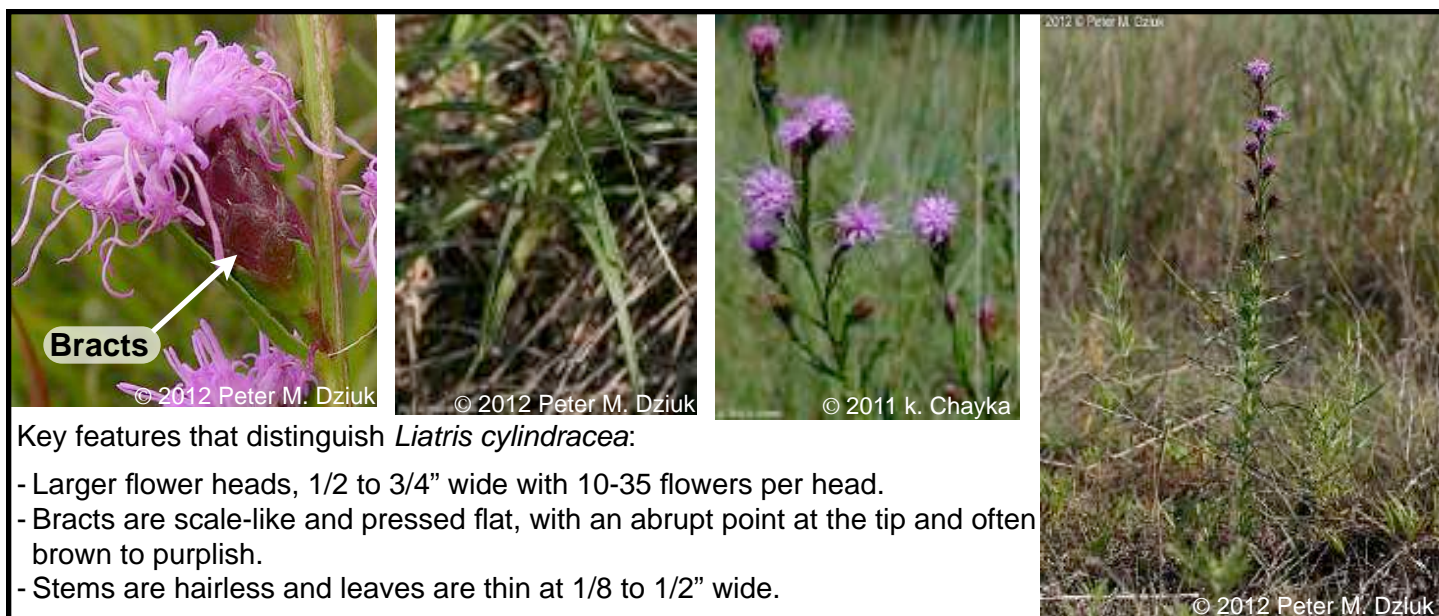 2012 © Peter M. Dziuk
Bracts
© 2012 Peter M. Dziuk
© 2012 Peter M. Dziuk
© 2011 k. Chayka
Key features that distinguish Liatris cylindracea:
- Larger flower heads, 1/2 to 3/4” wide with 10-35 flowers per head.
- Bracts are scale-like and pressed flat, with an abrupt point at the tip and often
brown to purplish.
- Stems are hairless and leaves are thin at 1/8 to 1/2” wide.
© 2012 Peter M. Dziuk